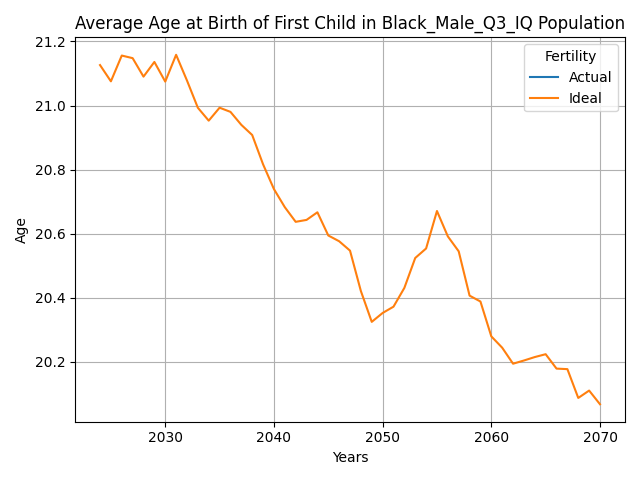 Average Age at Birth of First Child in Black_Male_Q3_IQ Population
21.2
21.0
20.8
20.6
20.4
20.2
Age
Fertility
Actual
Ideal
2030
2040
2050
2060
2070
Years